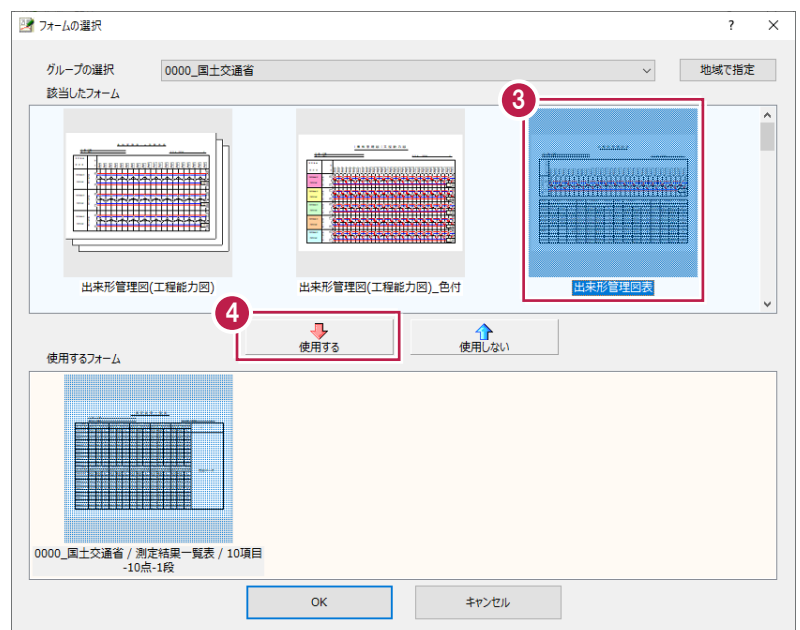 フォームの選択
? ×
グループの選択
0000_国土交通省
地域で指定
該当したフォーム
3
出来形管理図(工程能力図)
出来形管理図(工程能力図)_色付
出来形管理図表
4
使用する
使用しない
使用するフォーム
0000_国土交通省 / 測定結果一覧表 / 10項目
-10点-1段
OK
キャンセル